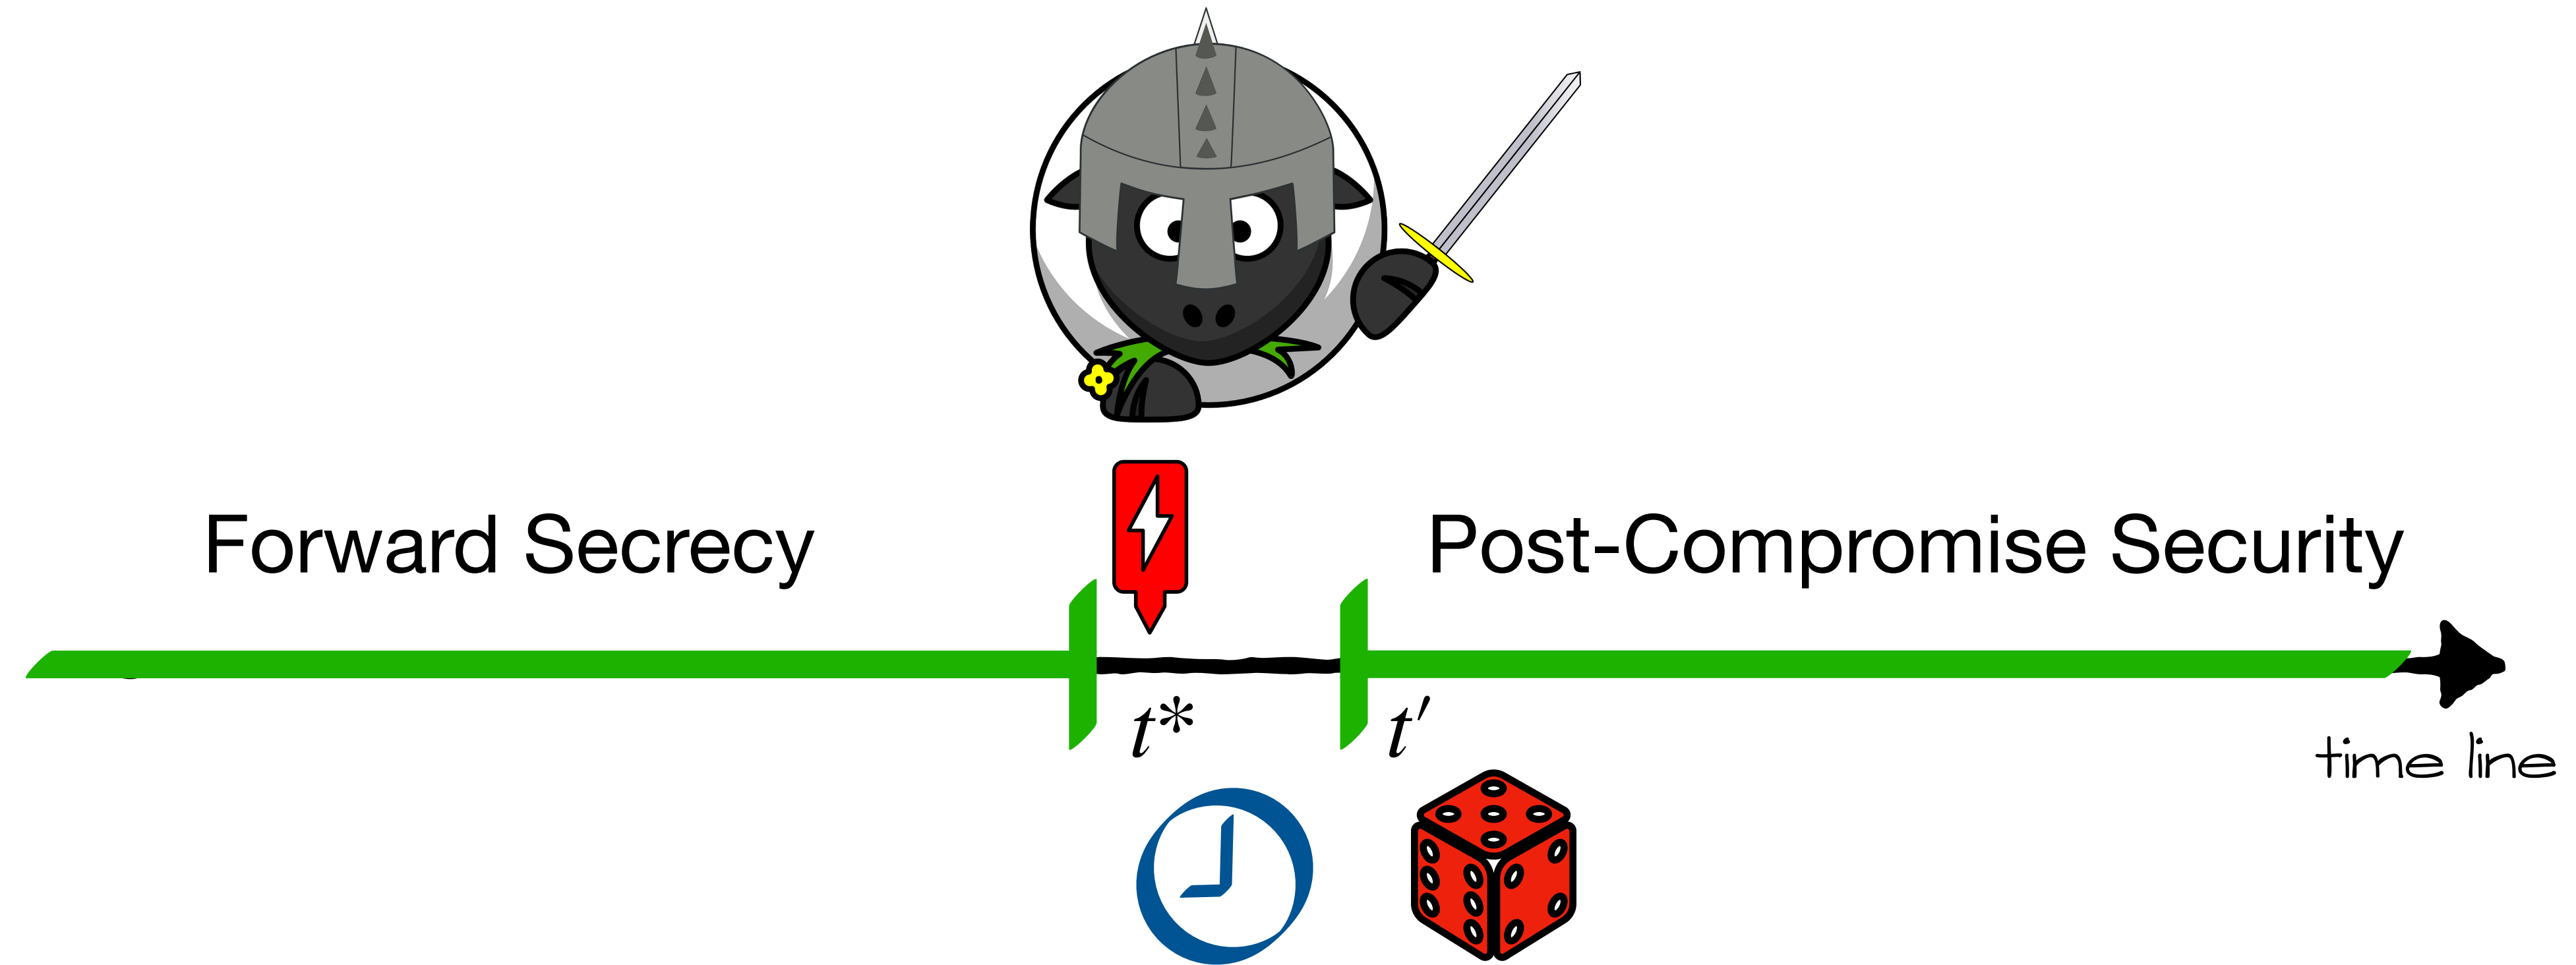 Forward Secrecy
Post-Compromise Security
t*
t′
time line